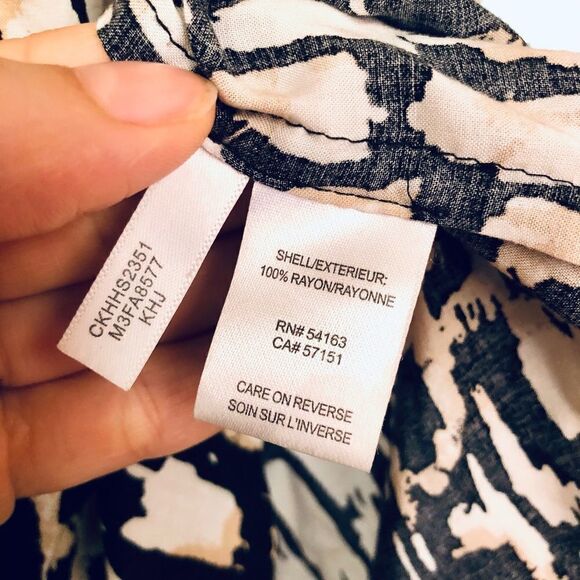 CKHHS2351
M3FA8577
KHJ
SHELL/EXTERIEUR:
100% RAYON/RAYONNE
RN# 54163
CA# 57151
CARE ON REVERSE
SOIN SUR L'INVERSE